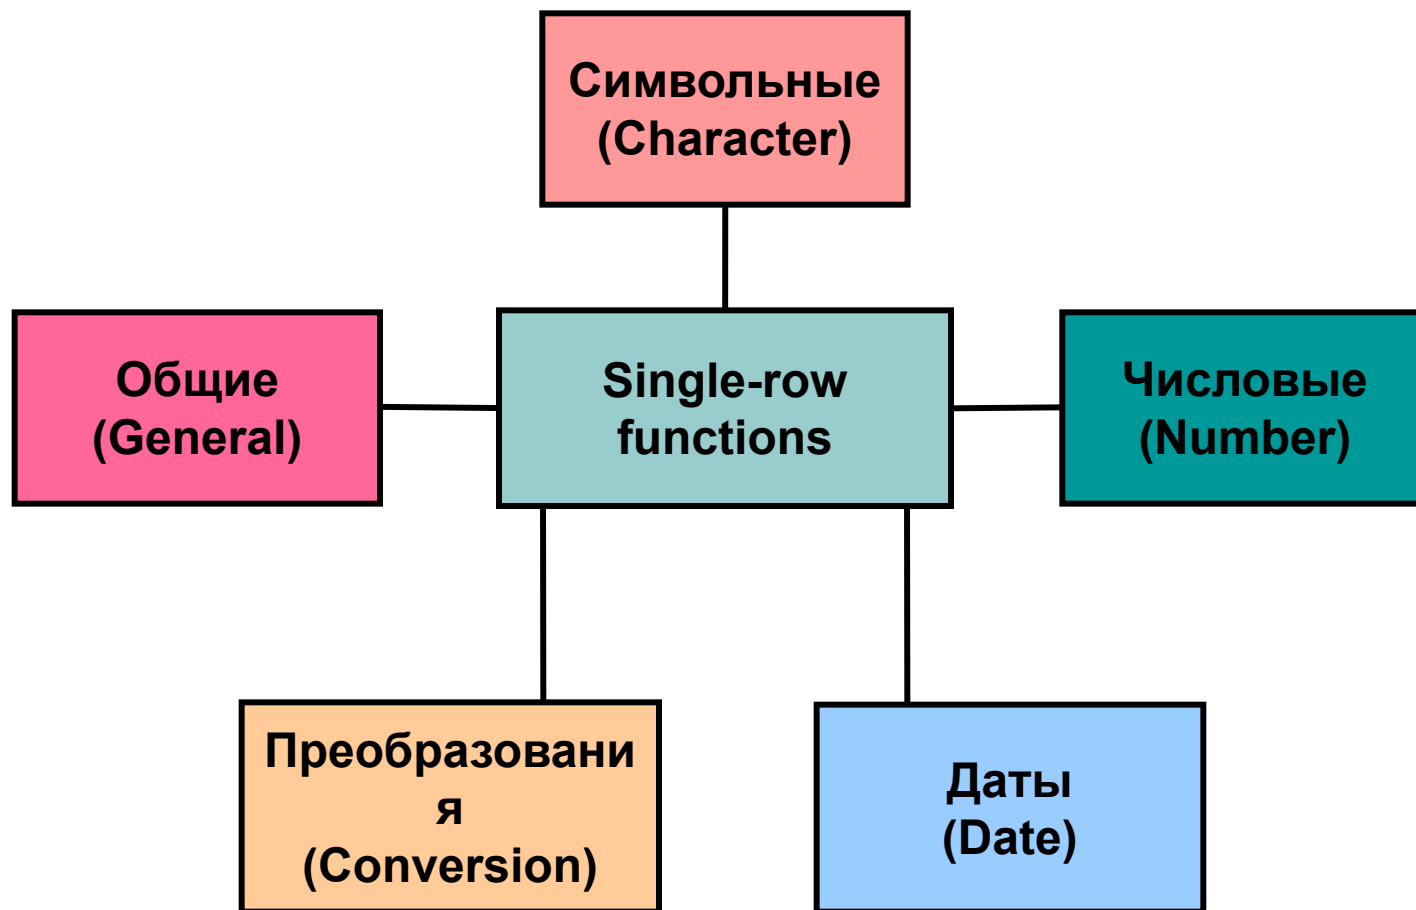 Символьные
(Character)
Общие
(General)
Single-row
functions
Числовые
(Number)
Преобразовани
я
(Conversion)
Даты
(Date)